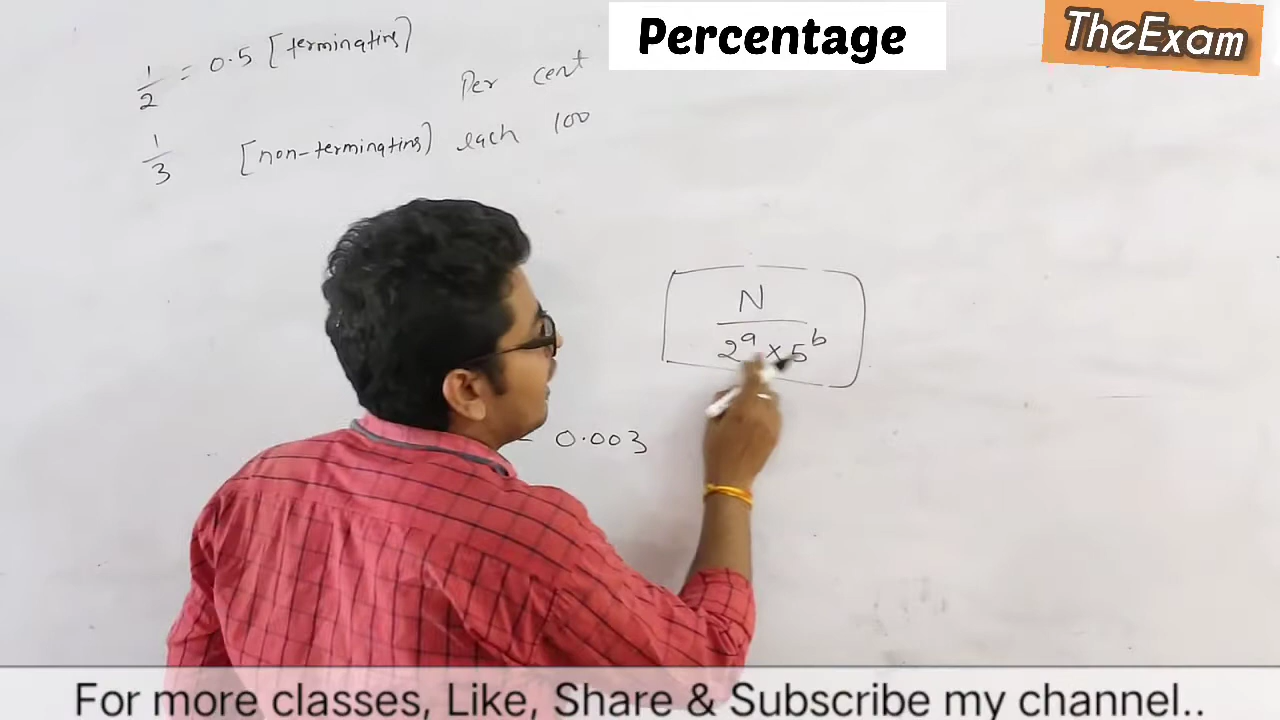 Percentage
TheExam
1/2 = 0.5 [terminating]
Per cent
1/3 [non-terminating] each 100
N
2^a × 5^b
= 0.003
For more classes, Like, Share & Subscribe my channel..